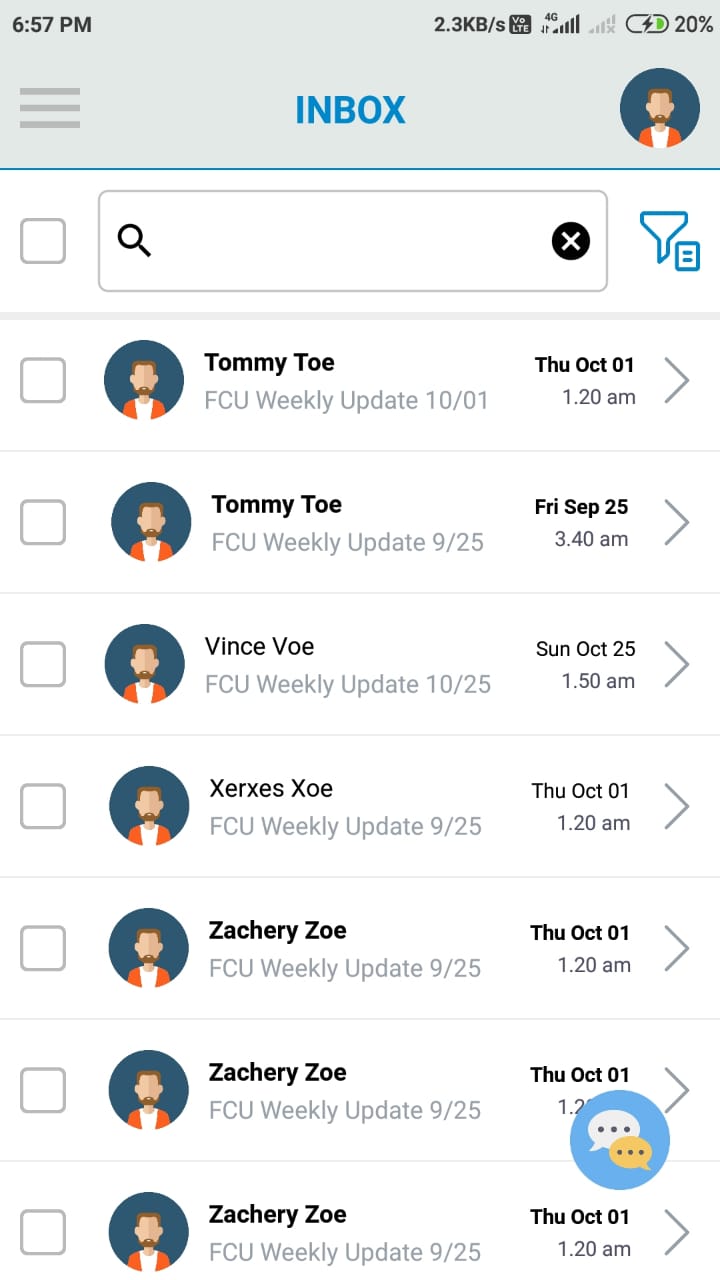 6:57 PM 2.3KB/s Vo LTE 4G 20%
INBOX
Tommy Toe Thu Oct 01
FCU Weekly Update 10/01 1.20 am
Tommy Toe Fri Sep 25
FCU Weekly Update 9/25 3.40 am
Vince Voe Sun Oct 25
FCU Weekly Update 10/25 1.50 am
Xerxes Xoe Thu Oct 01
FCU Weekly Update 9/25 1.20 am
Zachery Zoe Thu Oct 01
FCU Weekly Update 9/25 1.20 am
Zachery Zoe Thu Oct 01
FCU Weekly Update 9/25
Zachery Zoe Thu Oct 01
FCU Weekly Update 9/25 1.20 am